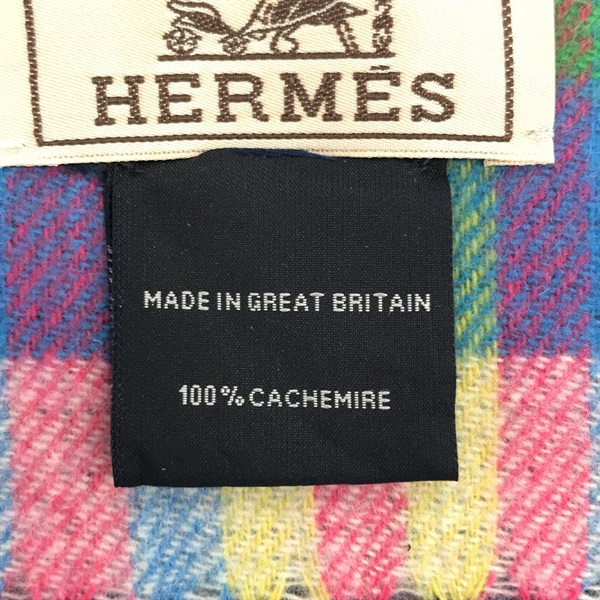 HERMÈS
MADE IN GREAT BRITAIN
100% CACHEMIRE